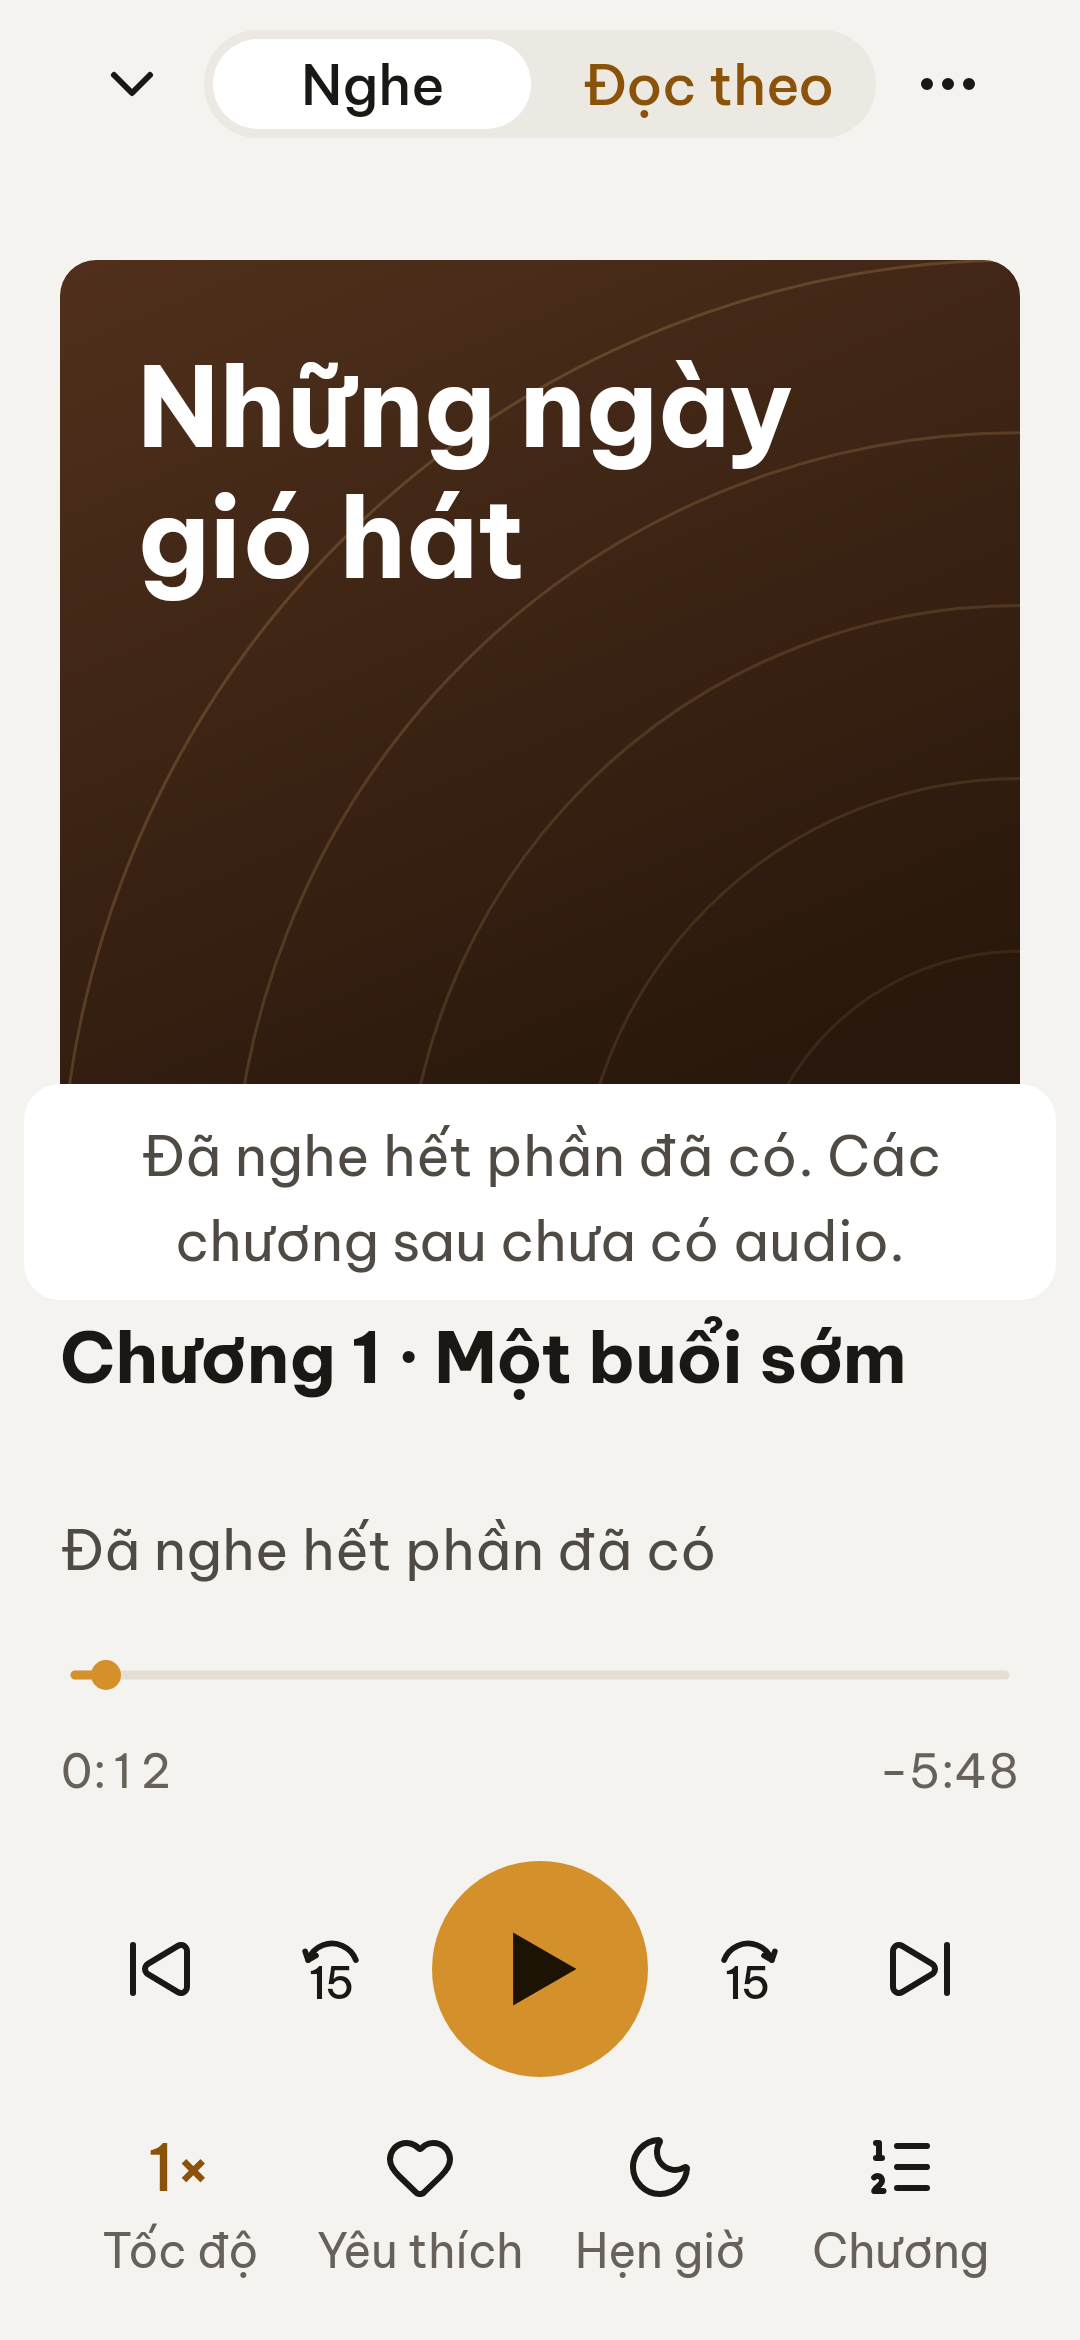 Nghe
Đọc theo
Những ngày
gió hát
Đã nghe hết phần đã có. Các
chương sau chưa có audio.
Chương 1 · Một buổi sớm
Đã nghe hết phần đã có
0:12
−5:48
15
15
1×
Tốc độ
Yêu thích
Hẹn giờ
Chương